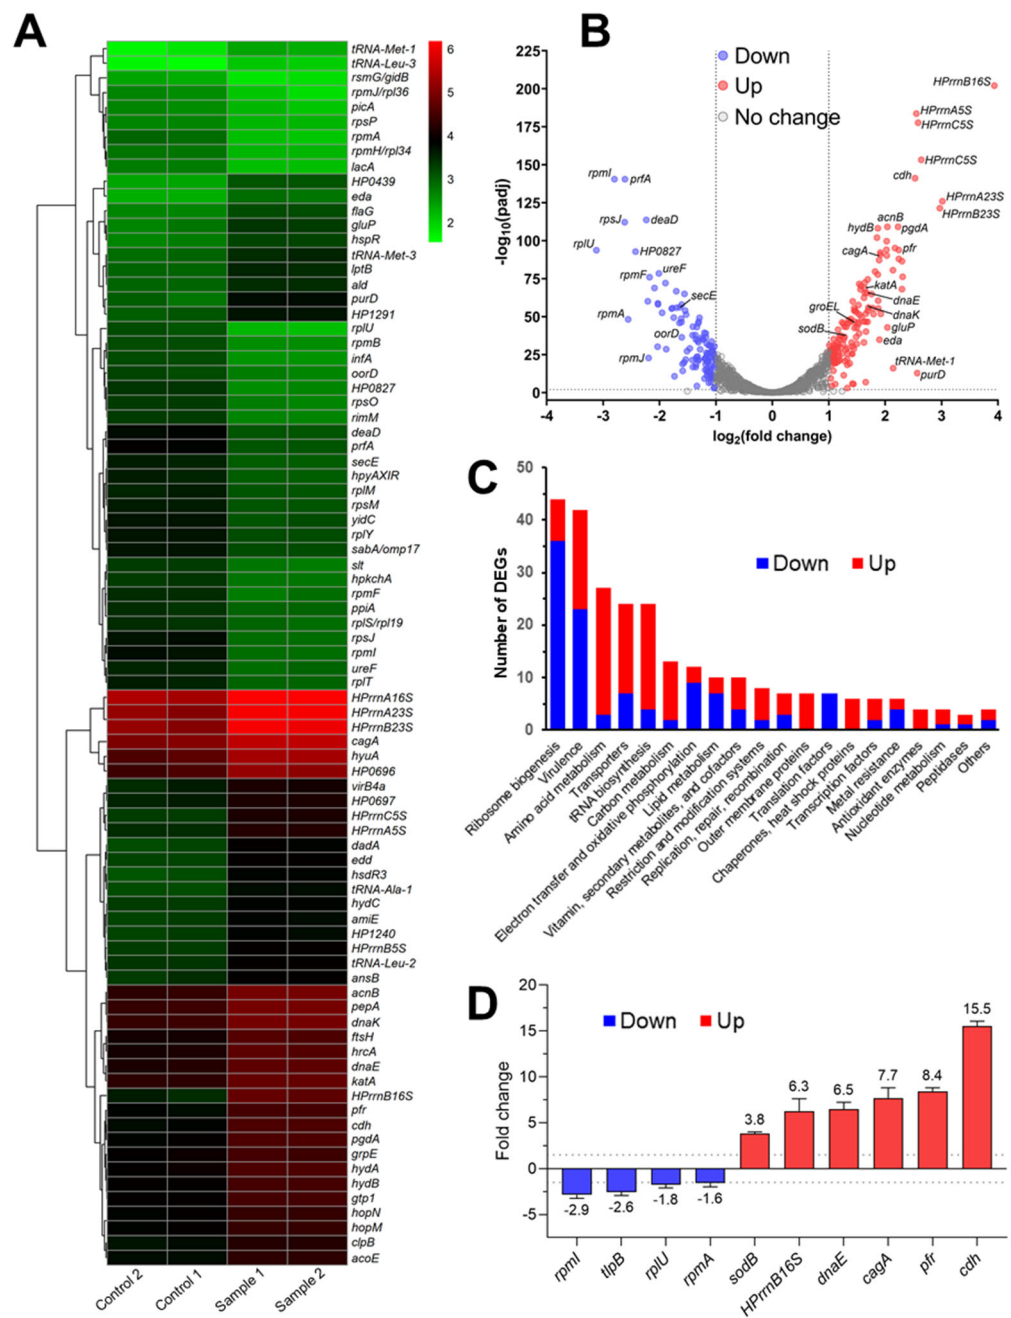 A
tRNA-Met-1
tRNA-Leu-3
rsmG/gidB
rpmJ/rpl36
picA
rpsP
rpmA
rpmH/rpl34
lacA
HP0439
eda
flaG
gluP
hspR
tRNA-Met-3
lptB
ald
purD
HP1291
rplU
rpmB
infA
oorD
HP0827
rpsO
rimM
deaD
prfA
secE
hpyAXIR
rplM
rpsM
yidC
rplY
sabA/omp17
slt
hpkchA
rpmF
ppiA
rplS/rpl19
rpsJ
rpmI
ureF
rplT
HPrrnA16S
HPrrnA23S
HPrrnB23S
cagA
hyuA
HP0696
virB4a
HP0697
HPrrnC5S
HPrrnA5S
dadA
edd
hsdR3
tRNA-Ala-1
hydC
amiE
HP1240
HPrrnB5S
tRNA-Leu-2
ansB
acnB
pepA
dnaK
ftsH
hrcA
dnaE
katA
HPrrnB16S
pfr
cdh
pgdA
grpE
hydA
hydB
gtp1
hopN
hopM
clpB
acoE
Control 2
Control 1
Sample 1
Sample 2
6
5
4
3
2
B
Down
Up
No change
-log10(padj)
225
200
175
150
125
100
75
50
25
0
-4
-3
-2
-1
0
1
2
3
4
log2(fold change)
HPrrnB16S
HPrrnA5S
HPrrnC5S
HPrrnC5S
cdh
HPrrnA23S
HPrrnB23S
acnB
hydB
pgdA
cagA
pfr
katA
dnaE
groEL
dnaK
sodB
gluP
eda
tRNA-Met-1
purD
rpmI
prfA
rpsJ
deaD
rplU
HP0827
rpmF
ureF
secE
rpmA
oorD
rpmJ
C
Number of DEGs
50
40
30
20
10
0
Down
Up
Ribosome biogenesis
Virulence
Amino acid metabolism
Transporters
tRNA biosynthesis
Carbon metabolism
Electron transfer and oxidative phosphorylation
Lipid metabolism
Vitamin, secondary metabolites, and cofactors
Restriction and modification systems
Replication, repair, recombination
Outer membrane proteins
Translation factors
Chaperones, heat shock proteins
Transcription factors
Metal resistance
Antioxidant enzymes
Nucleotide metabolism
Peptidases
Others
D
Fold change
20
15
10
5
0
-5
Down
Up
-2.9
-2.6
-1.8
-1.6
3.8
6.3
6.5
7.7
8.4
15.5
rpmI
tlpB
rplU
rpmA
sodB
HPrrnB16S
dnaE
cagA
pfr
cdh